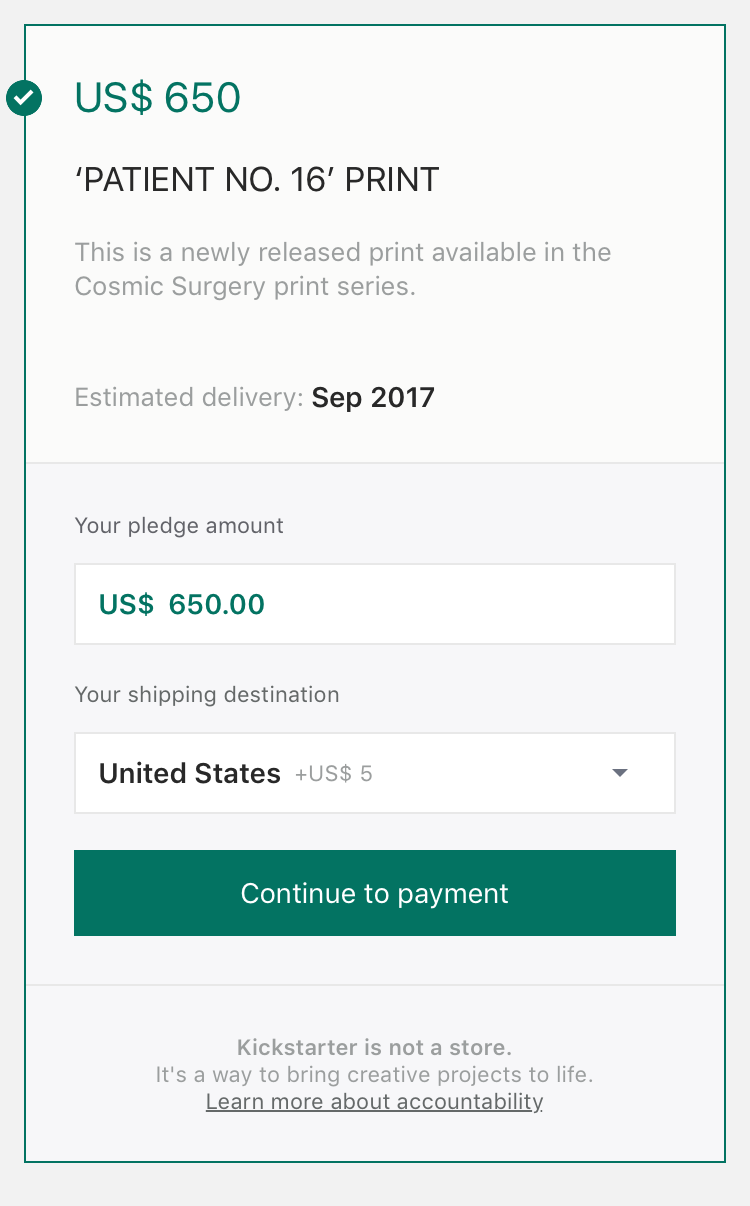 US$ 650
‘PATIENT NO. 16’ PRINT
This is a newly released print available in the
Cosmic Surgery print series.
Estimated delivery: Sep 2017
Your pledge amount
US$ 650.00
Your shipping destination
United States +US$ 5
Continue to payment
Kickstarter is not a store.
It's a way to bring creative projects to life.
Learn more about accountability